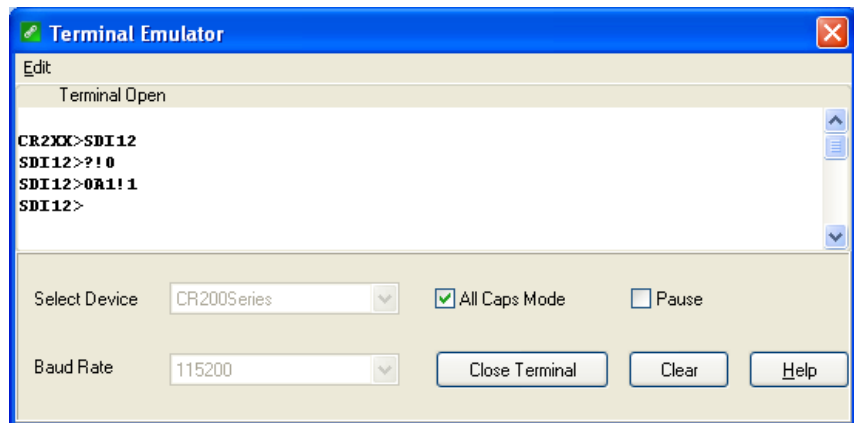 Terminal Emulator
Edit
Terminal Open
CR2XX>SDI12
SDI12>?!0
SDI12>0A1!1
SDI12>
Select Device CR200Series All Caps Mode Pause
Baud Rate 115200 Close Terminal Clear Help